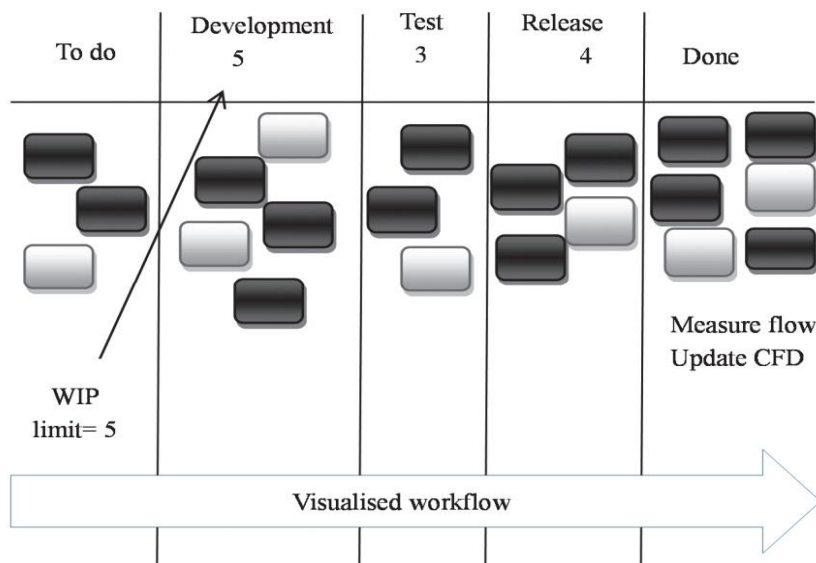 To do
Development
5
Test
3
Release
4
Done
WIP
limit= 5
Measure flow
Update CFD
Visualised workflow